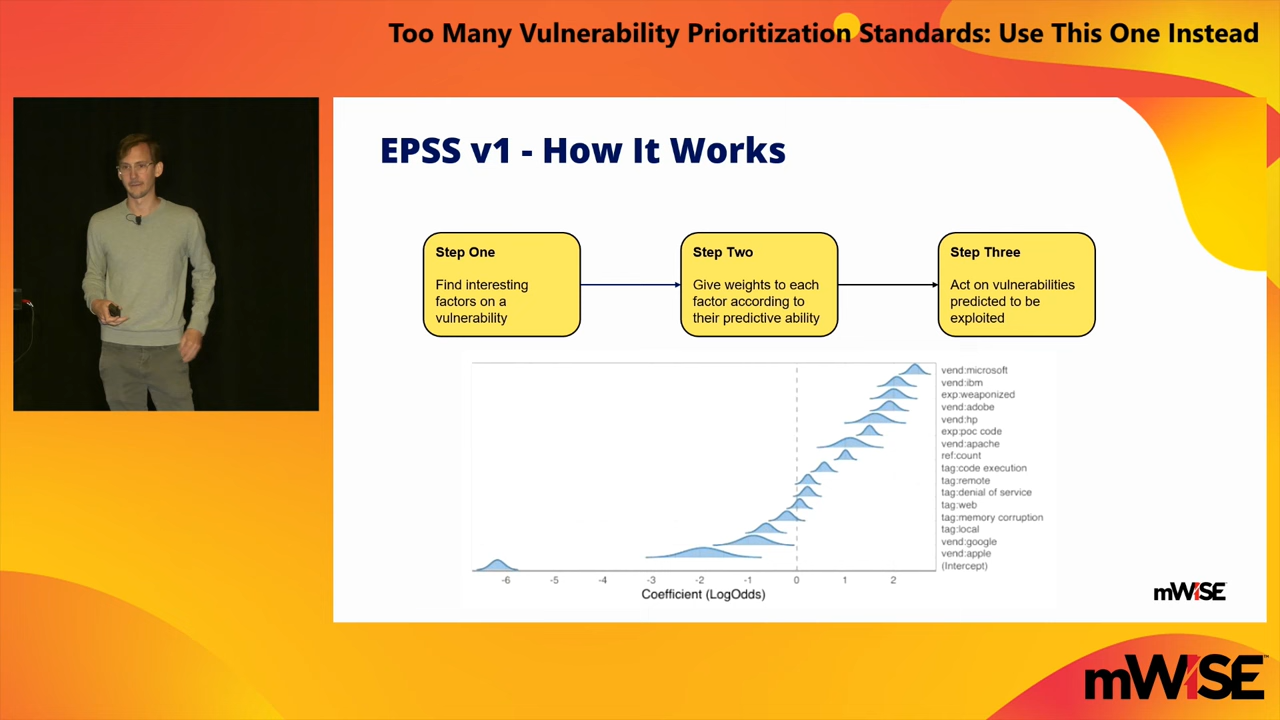 Too Many Vulnerability Prioritization Standards: Use This One Instead
EPSS v1 - How It Works
Step One
Find interesting
factors on a
vulnerability
Step Two
Give weights to each
factor according to
their predictive ability
Step Three
Act on vulnerabilities
predicted to be
exploited
vend:microsoft
vend:ibm
exp:weaponized
vend:adobe
vend:hp
exp:poc code
vend:apache
ref:count
tag:code execution
tag:remote
tag:denial of service
tag:web
tag:memory corruption
tag:local
vend:google
vend:apple
(Intercept)
-6 -5 -4 -3 -2 -1 0 1 2
Coefficient (LogOdds)
mWISE
mWISE™